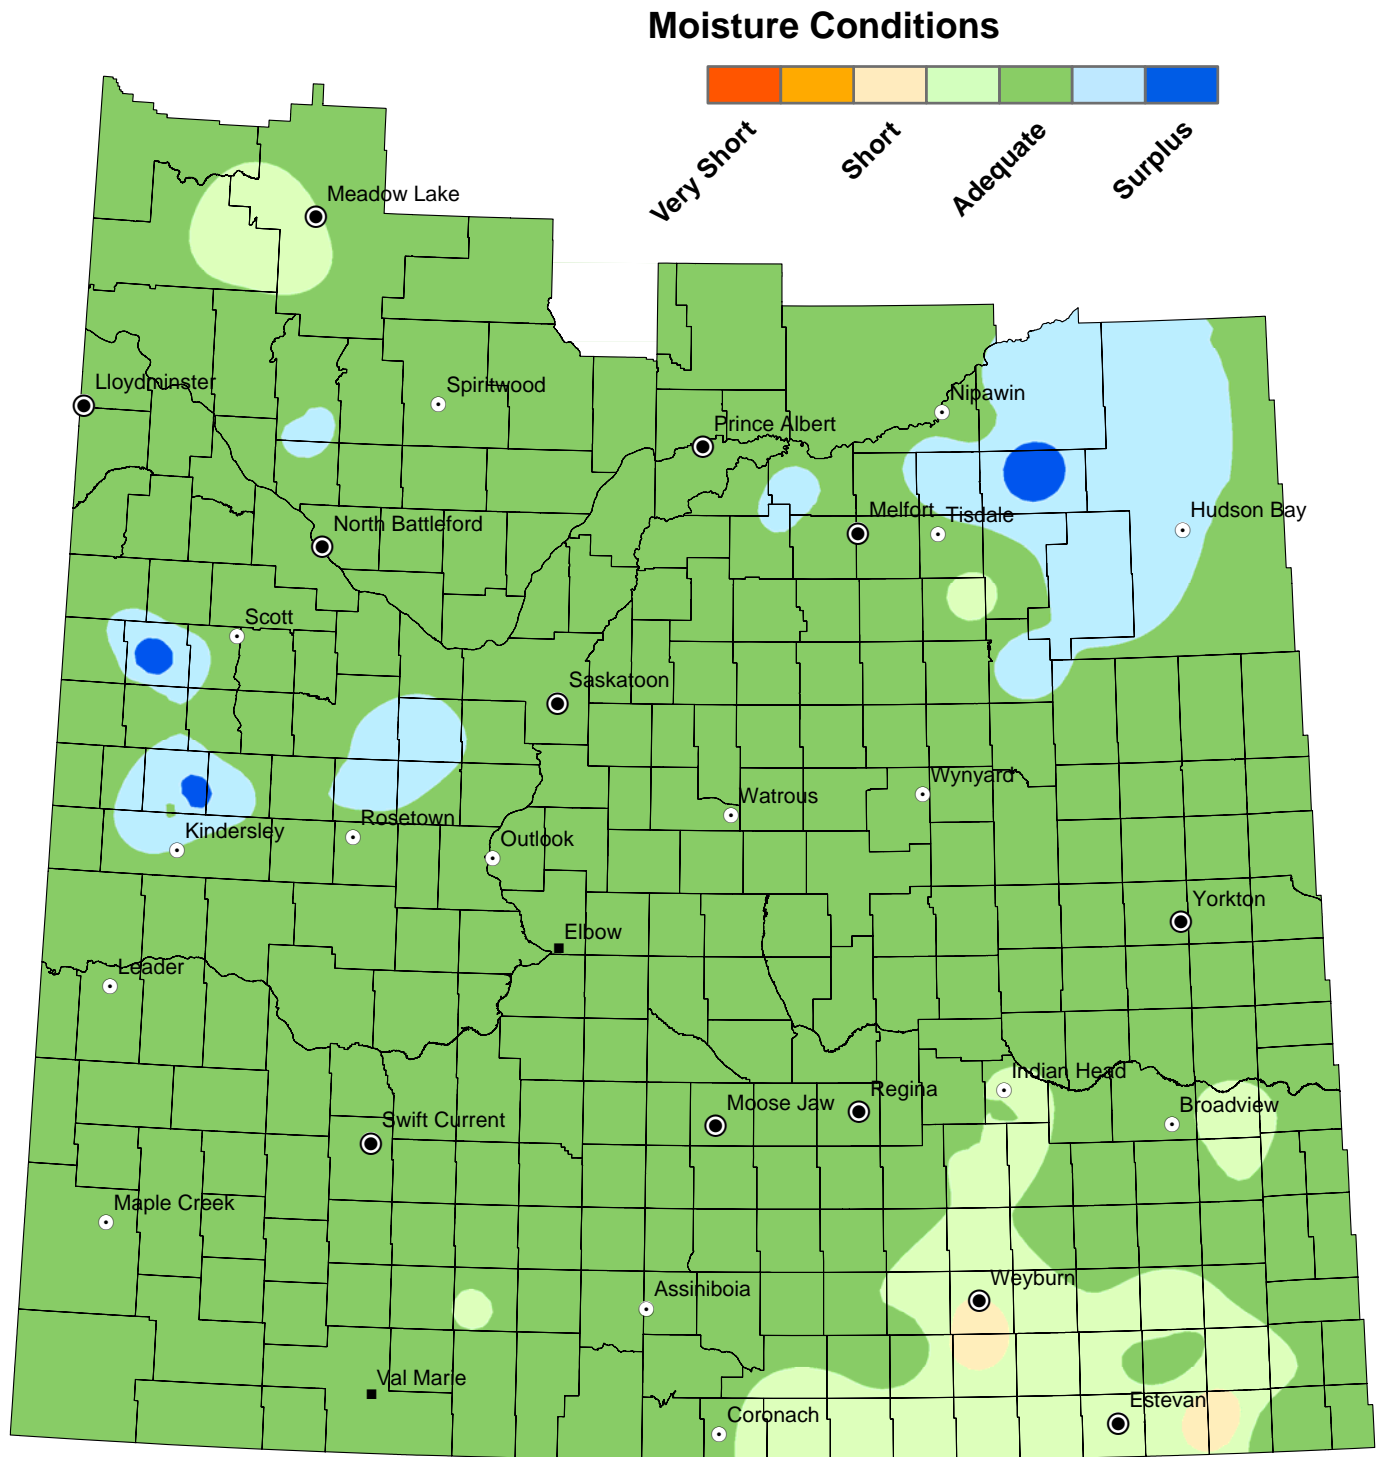 Moisture Conditions
Very Short
Short
Adequate
Surplus
Meadow Lake
Lloydminster
Spiritwood
Nipawin
Prince Albert
Melfort
Tisdale
Hudson Bay
North Battleford
Scott
Saskatoon
Wynyard
Watrous
Rosetown
Kindersley
Outlook
Yorkton
Elbow
Leader
Indian Head
Regina
Moose Jaw
Broadview
Swift Current
Maple Creek
Weyburn
Assiniboia
Val Marie
Estevan
Coronach